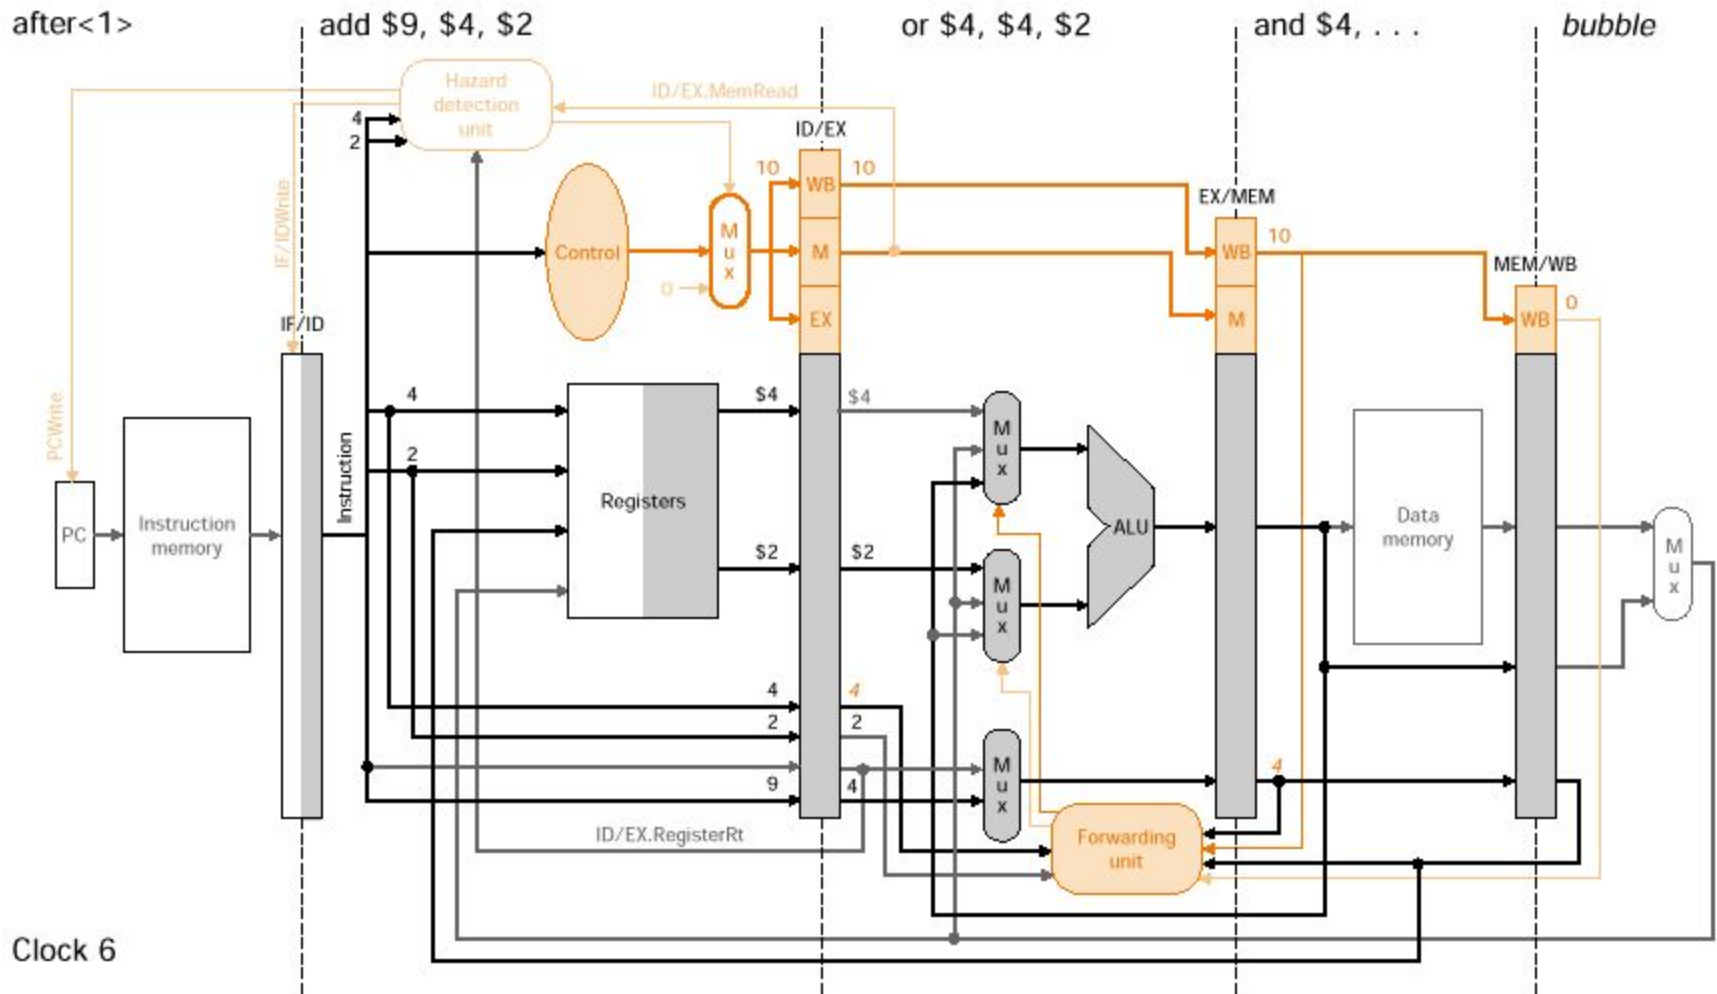 after<1>
add $9, $4, $2
or $4, $4, $2
and $4, . . .
bubble
Hazard
detection
unit
ID/EX.MemRead
4
2
ID/EX
10
WB
10
IF/IDWrite
M
u
x
EX/MEM
Control
M
WB
10
MEM/WB
0
EX
M
WB
0
IF/ID
PCWrite
4
$4
$4
M
u
x
2
Instruction
Registers
PC
Instruction
memory
ALU
Data
memory
M
u
x
$2
$2
M
u
x
4
4
2
2
M
u
x
4
9
4
ID/EX.RegisterRt
Forwarding
unit
Clock 6